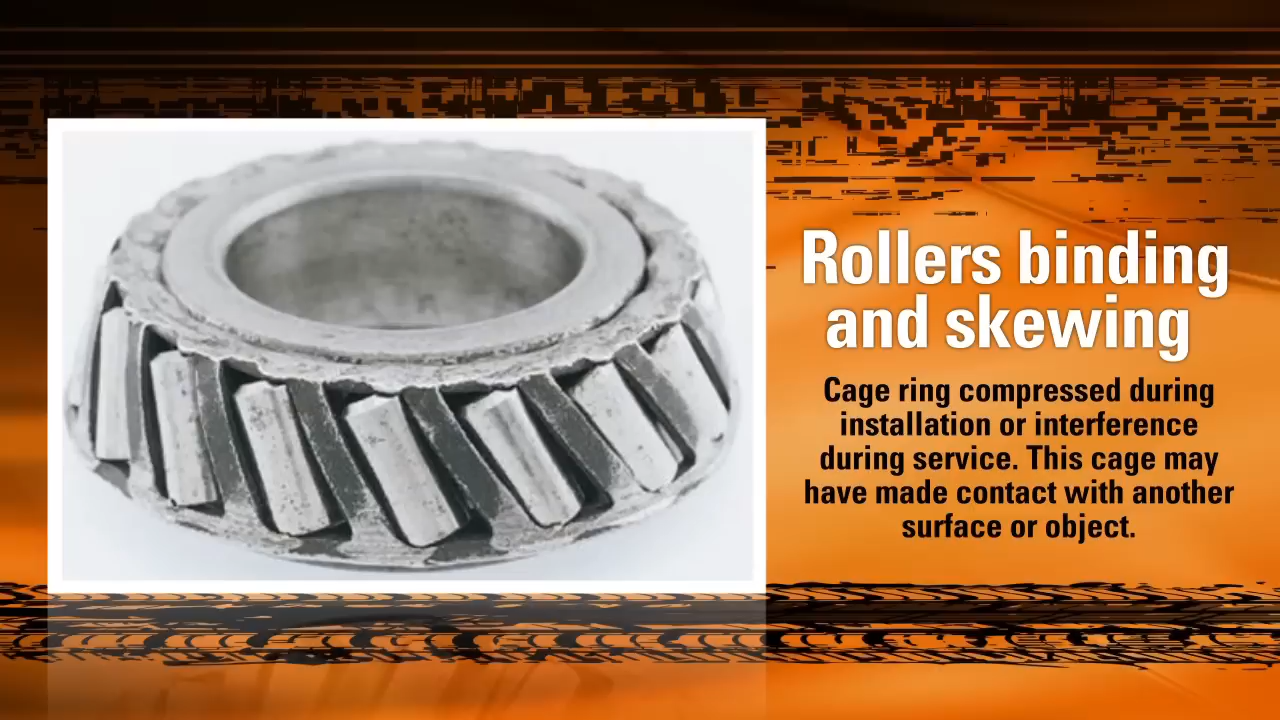 Rollers binding
and skewing
Cage ring compressed during
installation or interference
during service. This cage may
have made contact with another
surface or object.